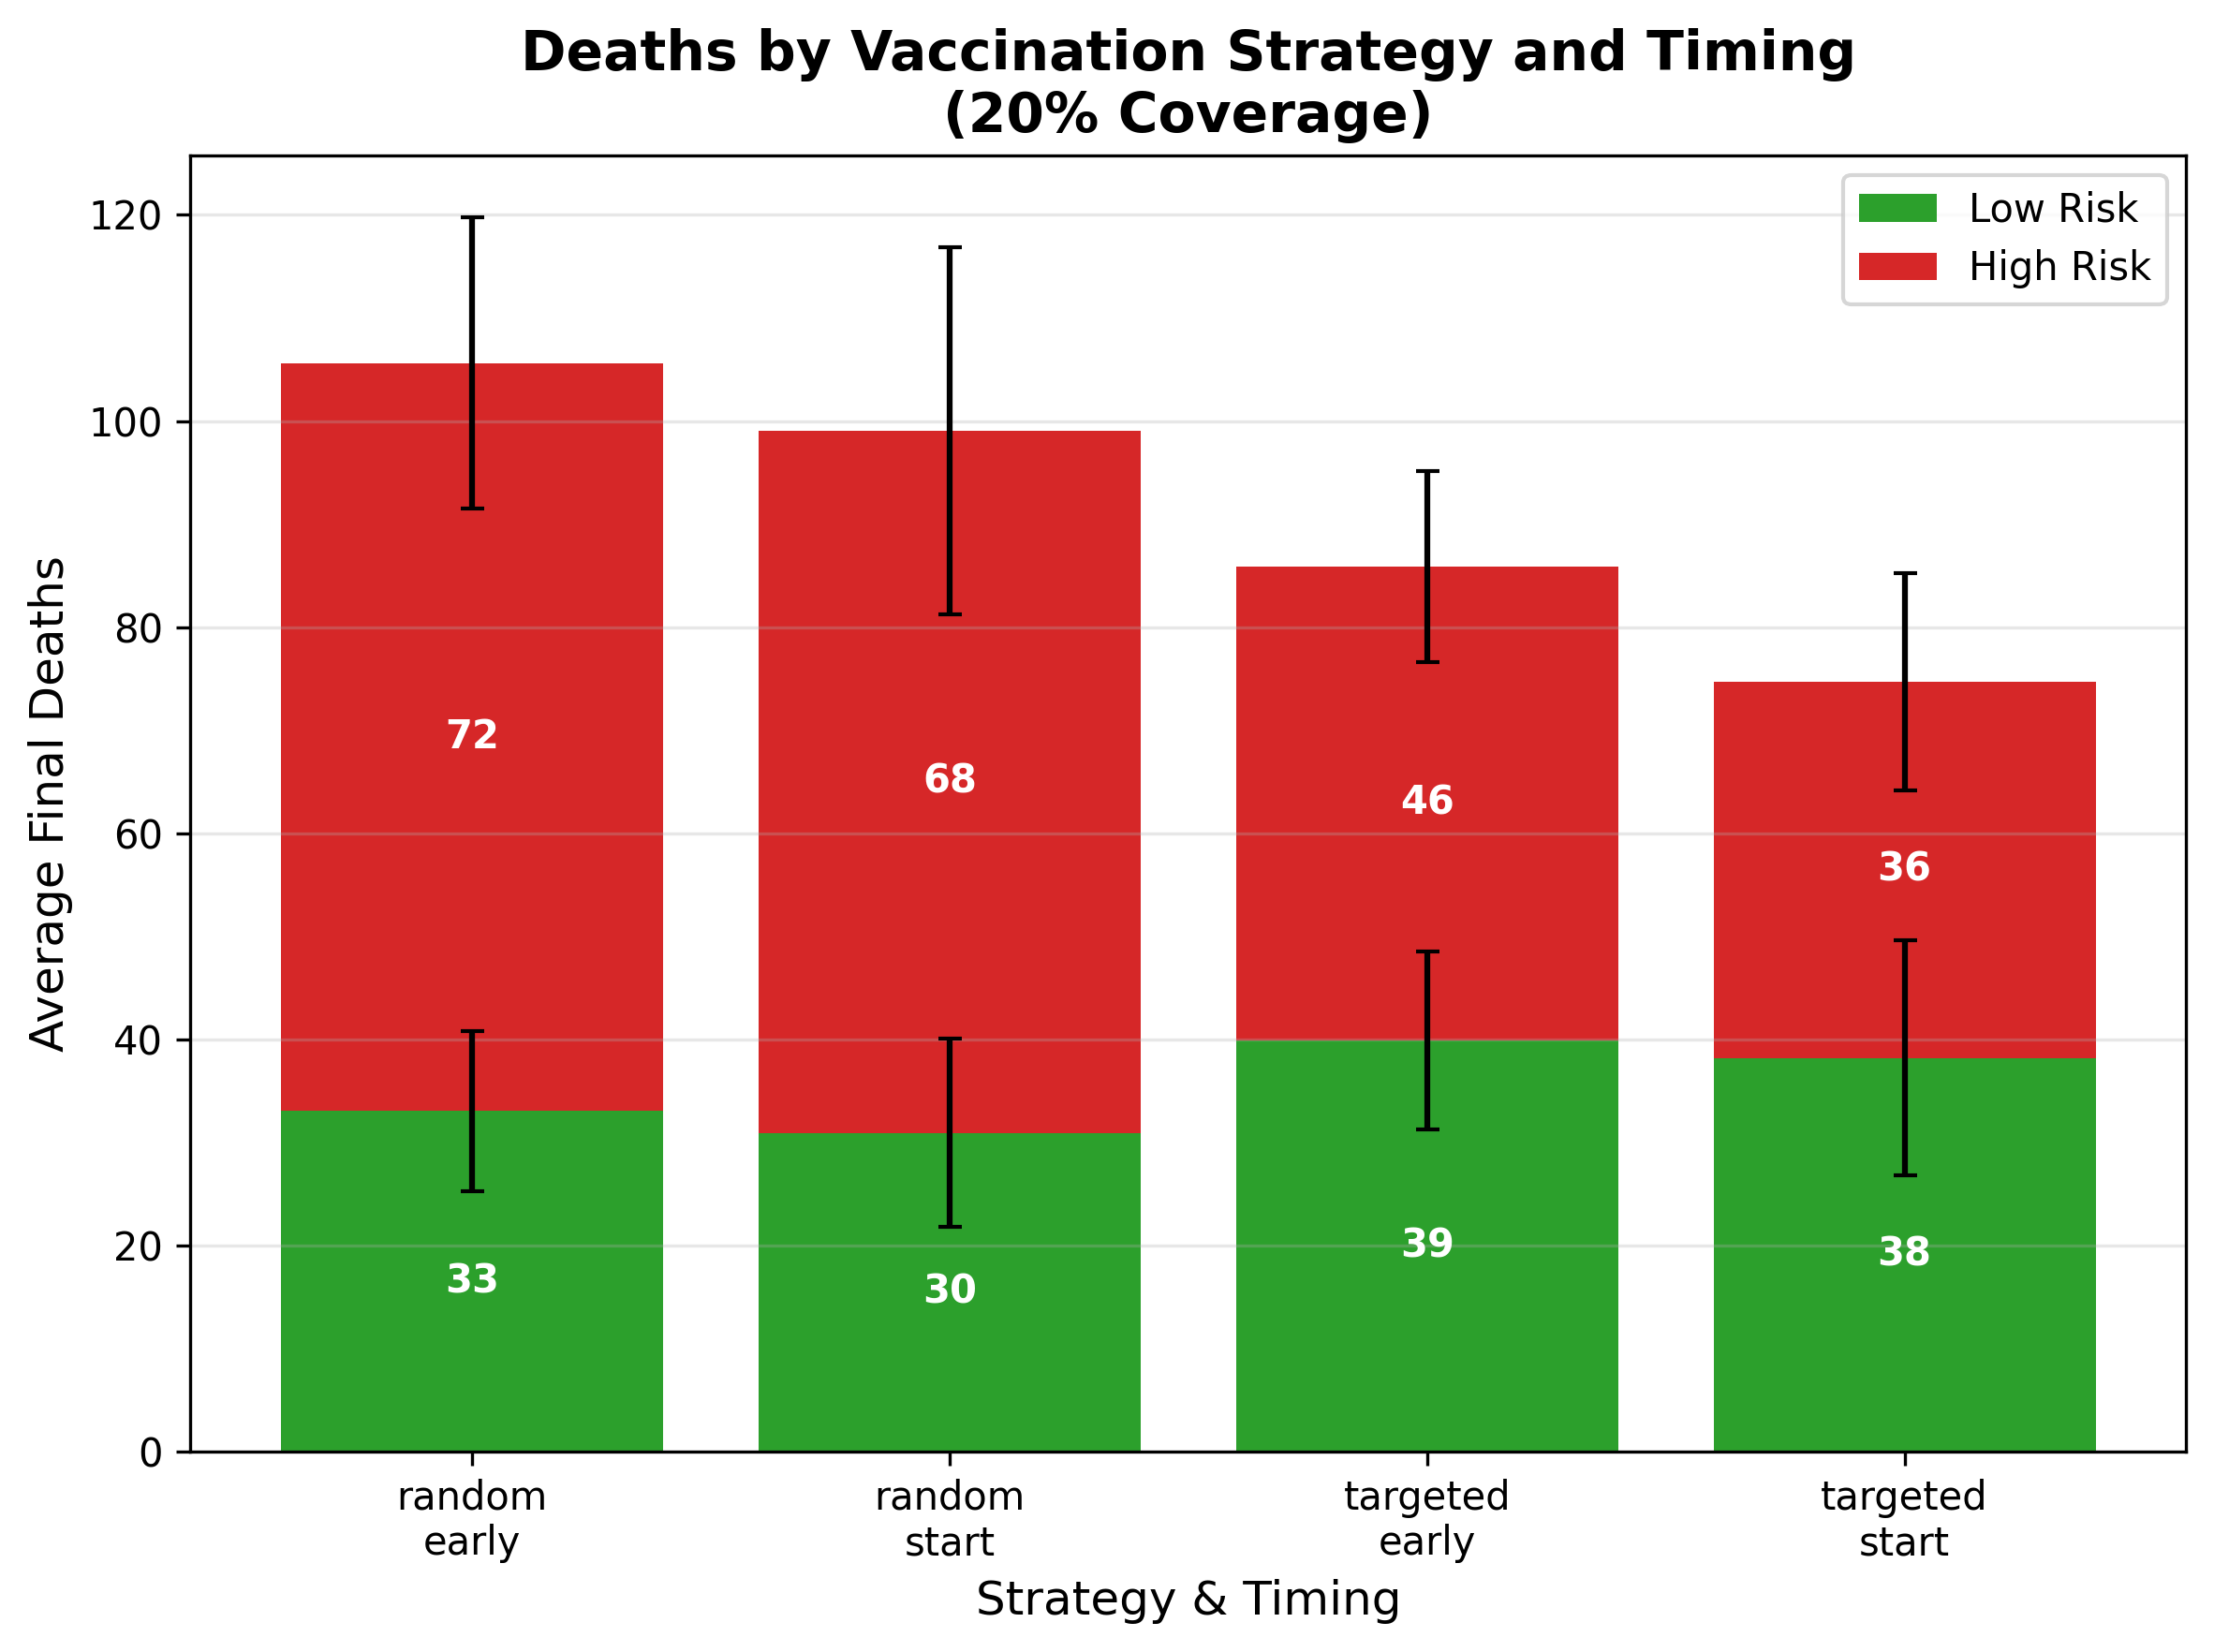 Deaths by Vaccination Strategy and Timing
(20% Coverage)
Low Risk
High Risk
Average Final Deaths
120
100
80
60
40
20
0
72
68
46
36
33
30
39
38
random
early
random
start
targeted
early
targeted
start
Strategy & Timing